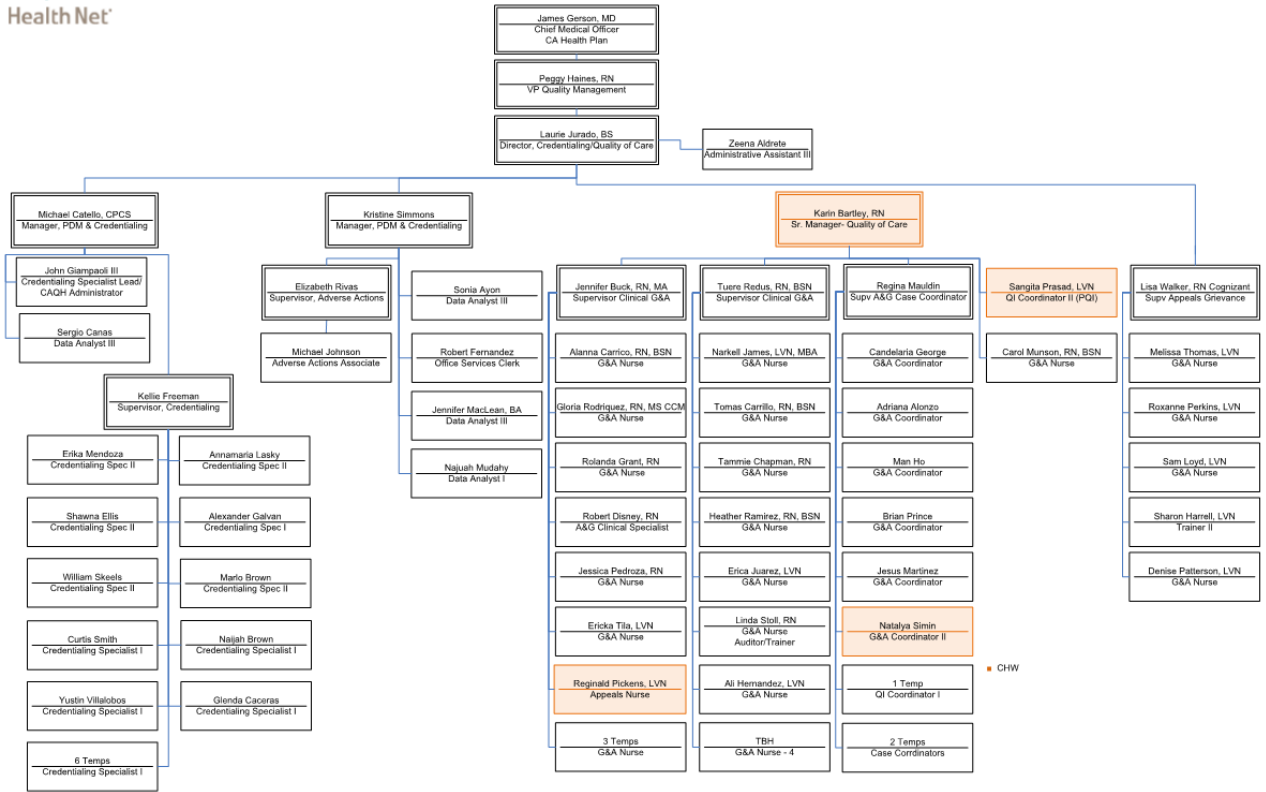 Health Net
James Gerson, MD
Chief Medical Officer
CA Health Plan
Peggy Haines, RN
VP Quality Management
Laurie Jurado, BS
Director, Credentialing/Quality of Care
Zeena Aldrete
Administrative Assistant III
Michael Catello, CPCS
Manager, PDM & Credentialing
John Giampaoli III
Credentialing Specialist Lead/
CAQH Administrator
Sergio Canas
Data Analyst III
Kellie Freeman
Supervisor, Credentialing
Erika Mendoza
Credentialing Spec II
Annamaria Lasky
Credentialing Spec II
Shawna Ellis
Credentialing Spec II
Alexander Galvan
Credentialing Spec I
William Skeels
Credentialing Spec II
Marlo Brown
Credentialing Spec II
Curtis Smith
Credentialing Specialist I
Naijah Brown
Credentialing Specialist I
Yustin Villalobos
Credentialing Specialist I
Glenda Caceras
Credentialing Specialist I
6 Temps
Credentialing Specialist I
Kristine Simmons
Manager, PDM & Credentialing
Elizabeth Rivas
Supervisor, Adverse Actions
Michael Johnson
Adverse Actions Associate
Sonia Ayon
Data Analyst III
Robert Fernandez
Office Services Clerk
Jennifer MacLean, BA
Data Analyst III
Najuah Mudahy
Data Analyst I
Karin Bartley, RN
Sr. Manager- Quality of Care
Jennifer Buck, RN, MA
Supervisor Clinical G&A
Alanna Carrico, RN, BSN
G&A Nurse
Gloria Rodriquez, RN, MS CCM
G&A Nurse
Rolanda Grant, RN
G&A Nurse
Robert Disney, RN
A&G Clinical Specialist
Jessica Pedroza, RN
G&A Nurse
Ericka Tila, LVN
G&A Nurse
Reginald Pickens, LVN
Appeals Nurse
3 Temps
G&A Nurse
Tuere Redus, RN, BSN
Supervisor Clinical G&A
Narkell James, LVN, MBA
G&A Nurse
Tomas Carrillo, RN, BSN
G&A Nurse
Tammie Chapman, RN
G&A Nurse
Heather Ramirez, RN, BSN
G&A Nurse
Erica Juarez, LVN
G&A Nurse
Linda Stoll, RN
G&A Nurse
Auditor/Trainer
Ali Hernandez, LVN
G&A Nurse
TBH
G&A Nurse - 4
Regina Mauldin
Supv A&G Case Coordinator
Candelaria George
G&A Coordinator
Adriana Alonzo
G&A Coordinator
Man Ho
G&A Coordinator
Brian Prince
G&A Coordinator
Jesus Martinez
G&A Coordinator
Natalya Simin
G&A Coordinator II
1 Temp
QI Coordinator I
2 Temps
Case Corrdinators
Sangita Prasad, LVN
QI Coordinator II (PQI)
Carol Munson, RN, BSN
G&A Nurse
Lisa Walker, RN Cognizant
Supv Appeals Grievance
Melissa Thomas, LVN
G&A Nurse
Roxanne Perkins, LVN
G&A Nurse
Sam Loyd, LVN
G&A Nurse
Sharon Harrell, LVN
Trainer II
Denise Patterson, LVN
G&A Nurse
CHW